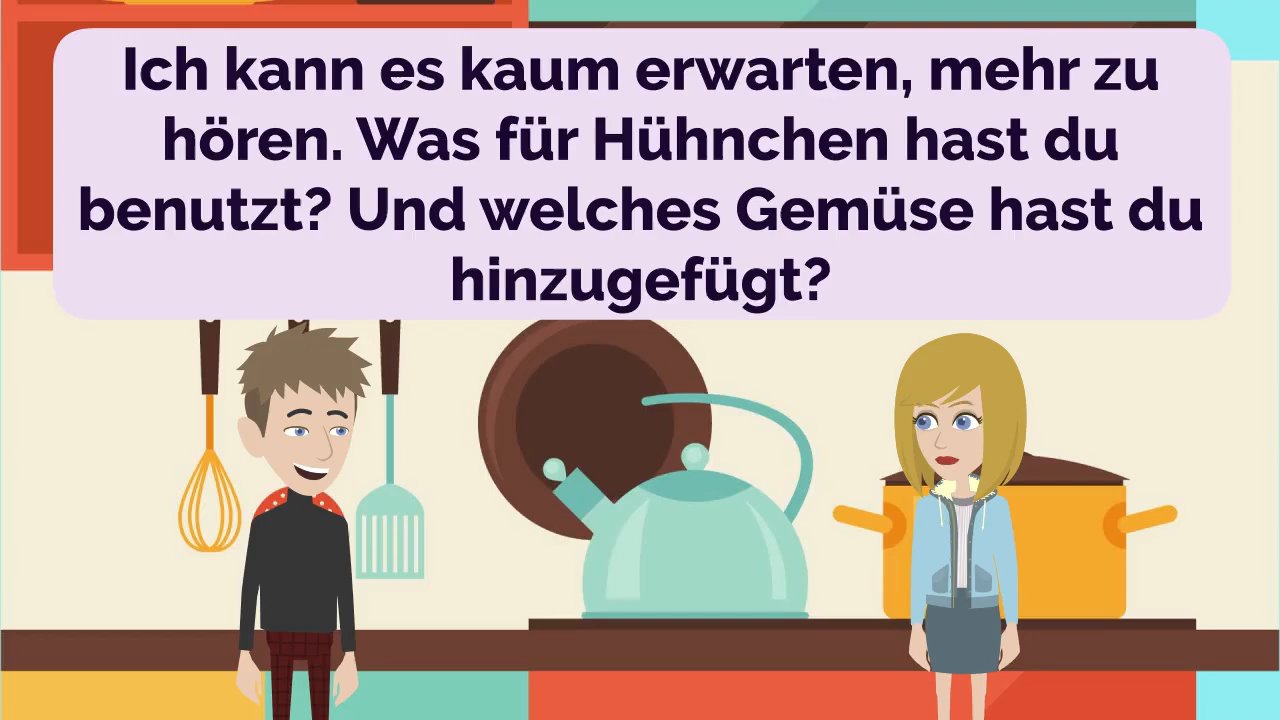 Ich kann es kaum erwarten, mehr zu
hören. Was für Hühnchen hast du
benutzt? Und welches Gemüse hast du
hinzugefügt?